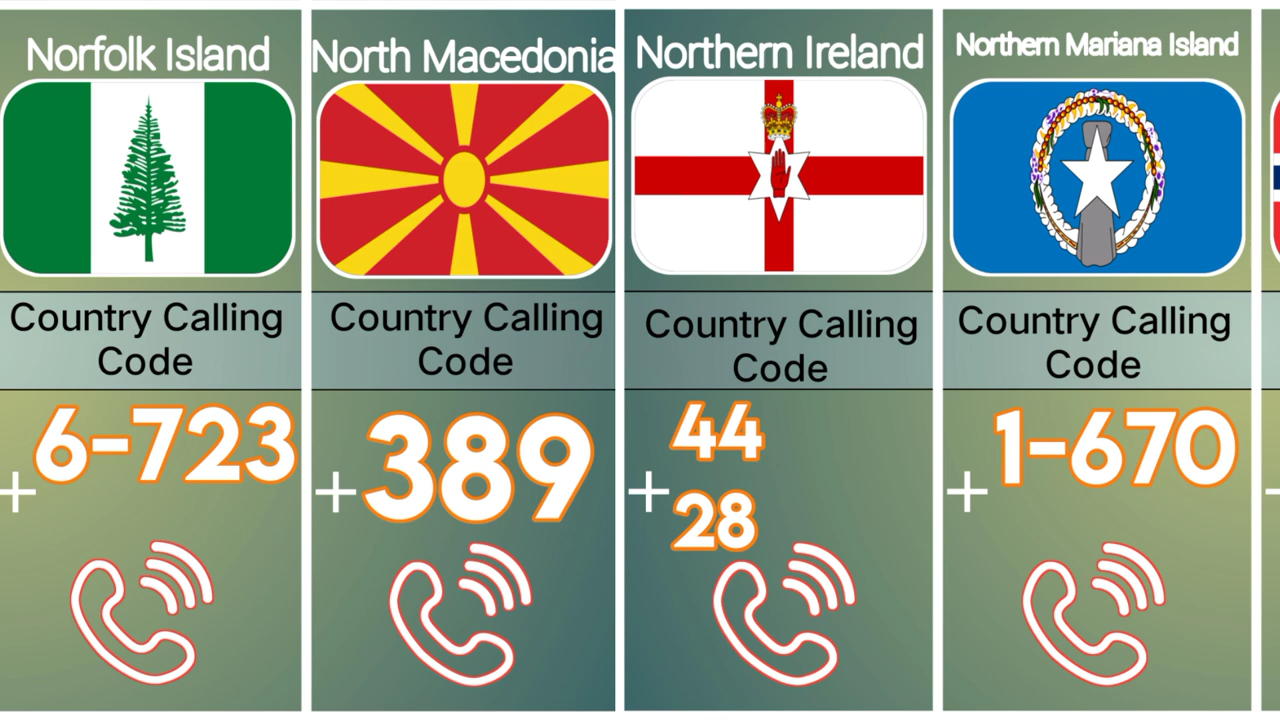 Norfolk Island
Country Calling
Code
+6-723
North Macedonia
Country Calling
Code
+389
Northern Ireland
Country Calling
Code
+44
28
Northern Mariana Island
Country Calling
Code
+1-670